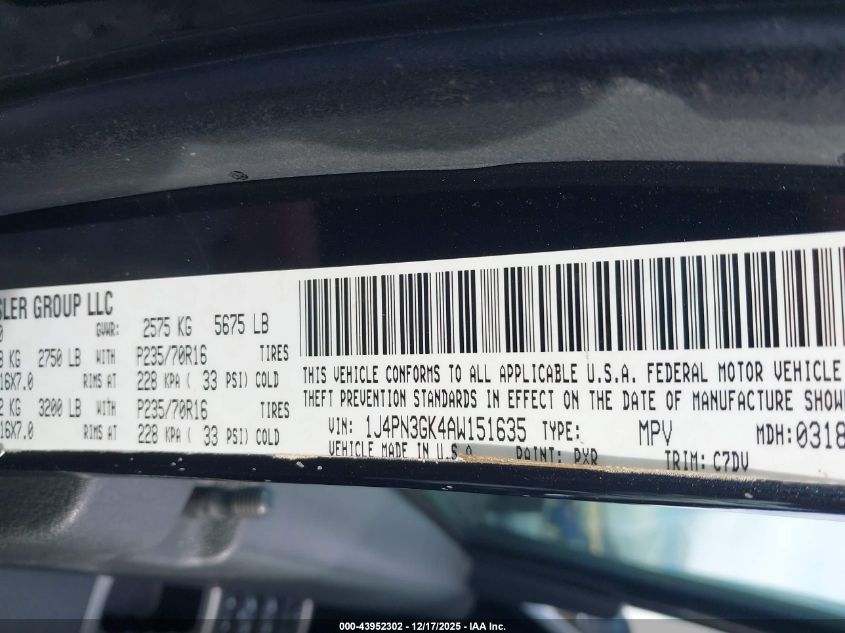 SLER GROUP LLC
GVWR: 2575 KG 5675 LB
KG 2750 LB WITH P235/70R16 TIRES
16X7.0 RIMS AT 228 KPA ( 33 PSI) COLD
KG 3200 LB WITH P235/70R16 TIRES
16X7.0 RIMS AT 228 KPA ( 33 PSI) COLD
THIS VEHICLE CONFORMS TO ALL APPLICABLE U.S.A. FEDERAL MOTOR VEHICLE
THEFT PREVENTION STANDARDS IN EFFECT ON THE DATE OF MANUFACTURE SHOW
VIN: 1J4PN3GK4AW151635 TYPE: MPV MDH: 0318
VEHICLE MADE IN U.S.A. PAINT: PXR TRIM: C7DV
000-43952302 - 12/17/2025 - IAA Inc.